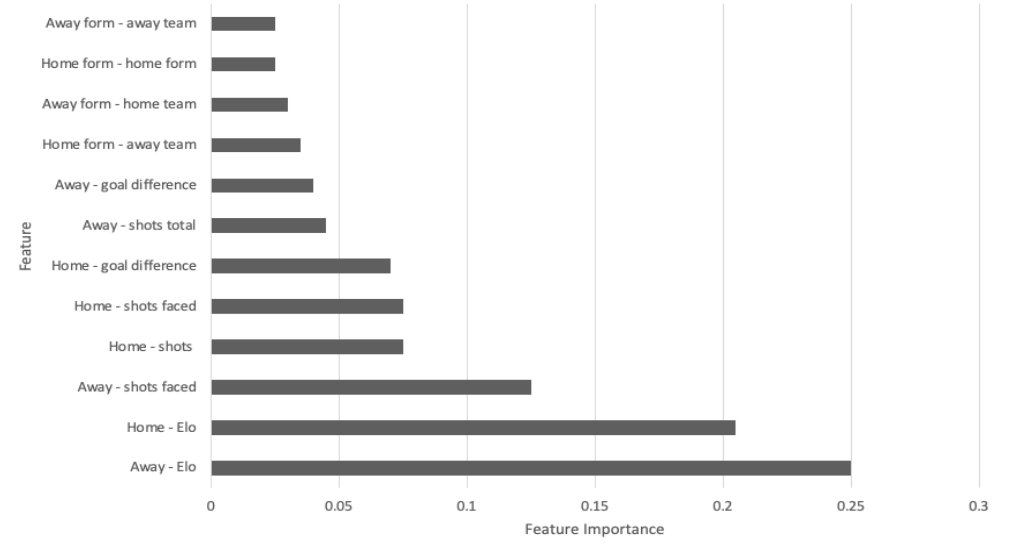 Away form - away team
Home form - home form
Away form - home team
Home form - away team
Away - goal difference
Away - shots total
Home - goal difference
Home - shots faced
Home - shots
Away - shots faced
Home - Elo
Away - Elo
Feature
0 0.05 0.1 0.15 0.2 0.25 0.3
Feature Importance